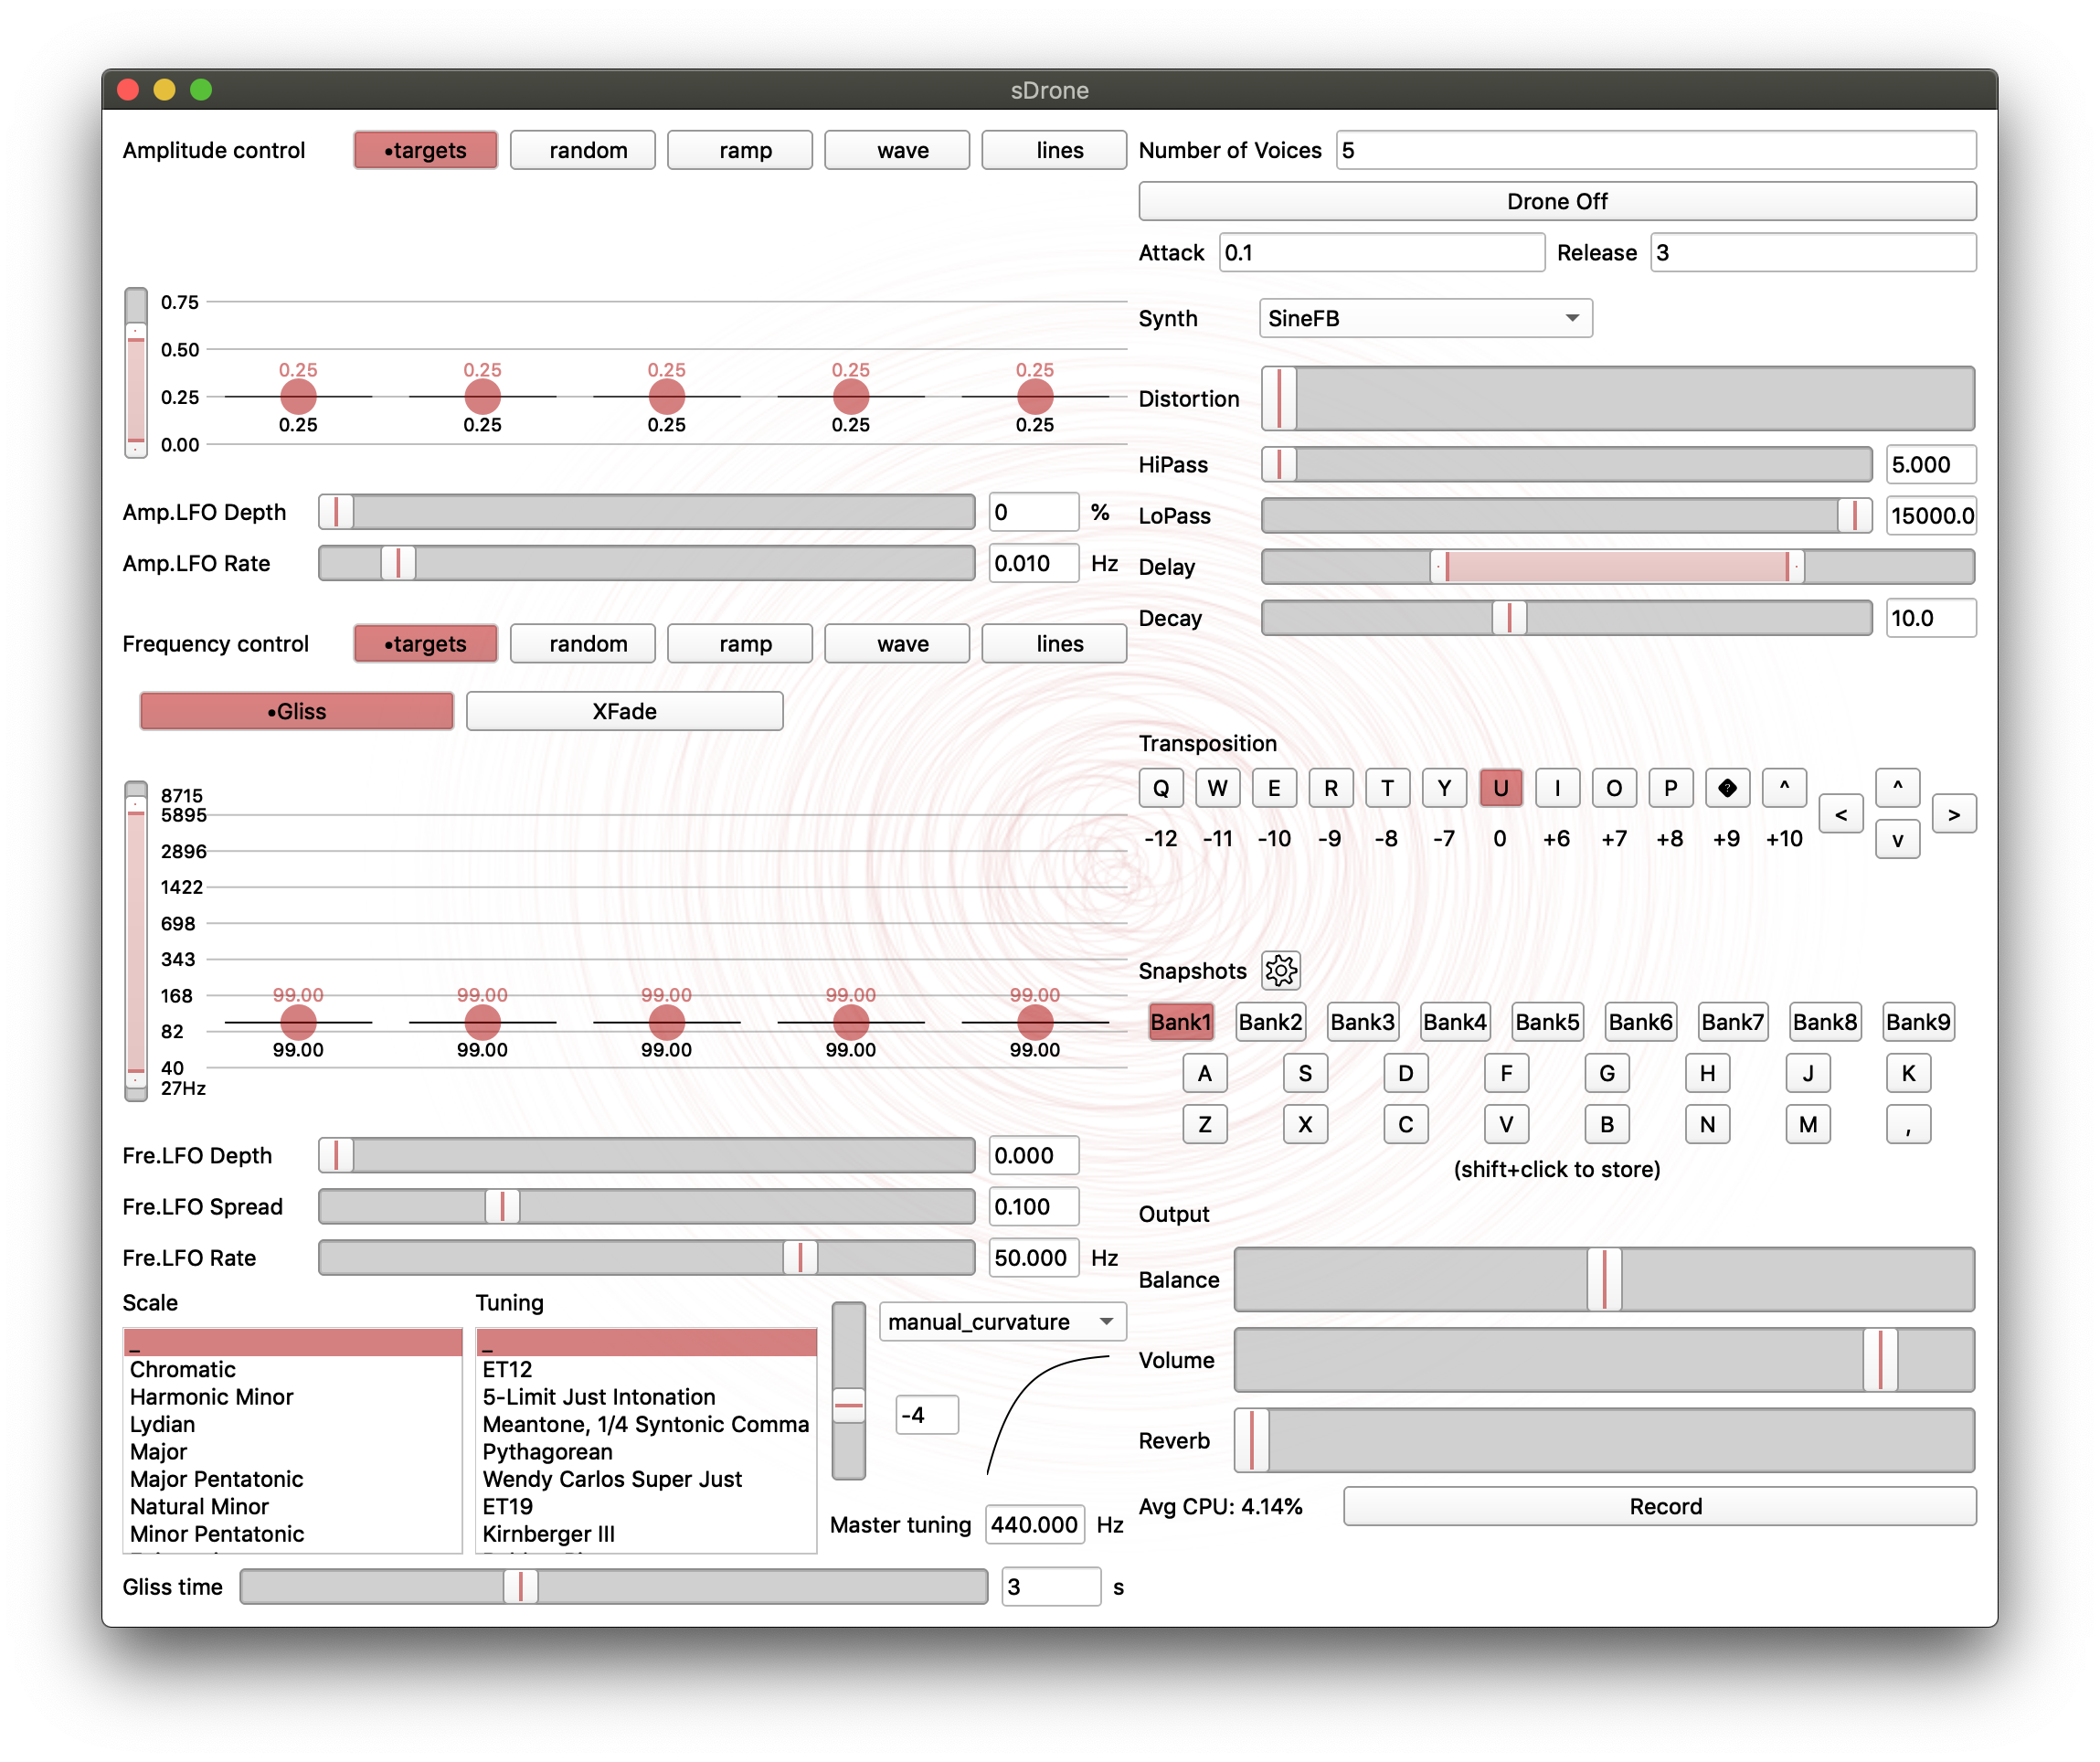 sDrone
Amplitude control •targets random ramp wave lines
0.75
0.50
0.25 0.25 0.25 0.25 0.25
0.25
0.25 0.25 0.25 0.25 0.25
0.00
Amp.LFO Depth 0 %
Amp.LFO Rate 0.010 Hz
Frequency control •targets random ramp wave lines
•Gliss XFade
8715
5895
2896
1422
698
343
168 99.00 99.00 99.00 99.00 99.00
82
99.00 99.00 99.00 99.00 99.00
40
27Hz
Fre.LFO Depth 0.000
Fre.LFO Spread 0.100
Fre.LFO Rate 50.000 Hz
Scale
_
Chromatic
Harmonic Minor
Lydian
Major
Major Pentatonic
Natural Minor
Minor Pentatonic
Tuning
_
ET12
5-Limit Just Intonation
Meantone, 1/4 Syntonic Comma
Pythagorean
Wendy Carlos Super Just
ET19
Kirnberger III
manual_curvature
-4
Master tuning 440.000 Hz
Gliss time 3 s
Number of Voices 5
Drone Off
Attack 0.1 Release 3
Synth SineFB
Distortion
HiPass 5.000
LoPass 15000.0
Delay
Decay 10.0
Transposition
Q W E R T Y U I O P � ^ < ^ v >
-12 -11 -10 -9 -8 -7 0 +6 +7 +8 +9 +10
Snapshots
Bank1 Bank2 Bank3 Bank4 Bank5 Bank6 Bank7 Bank8 Bank9
A S D F G H J K
Z X C V B N M ,
(shift+click to store)
Output
Balance
Volume
Reverb
Avg CPU: 4.14% Record